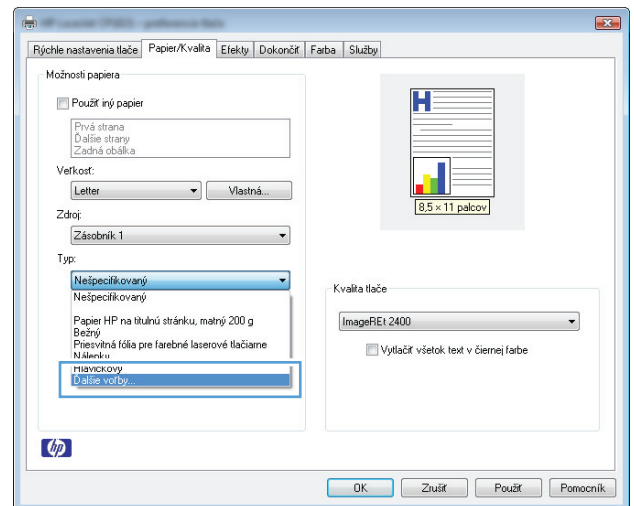 Rýchle nastavenia tlače Papier/Kvalita Efekty Dokončiť Farba Služby
Možnosti papiera
Použiť iný papier
Prvá strana
Ďalšie strany
Zadná obálka
Veľkosť:
Letter Vlastná...
Zdroj:
Zásobník 1
Typ:
Nešpecifikovaný
Nešpecifikovaný
Papier HP na titulnú stránku, matný 200 g
Bežný
Priesvitná fólia pre farebné laserové tlačiarne
Nálepky
Hlavičkový
Ďalšie voľby...
H
8,5 × 11 palcov
Kvalita tlače
ImageREt 2400
Vytlačiť všetok text v čiernej farbe
hp
OK Zrušiť Použiť Pomocník